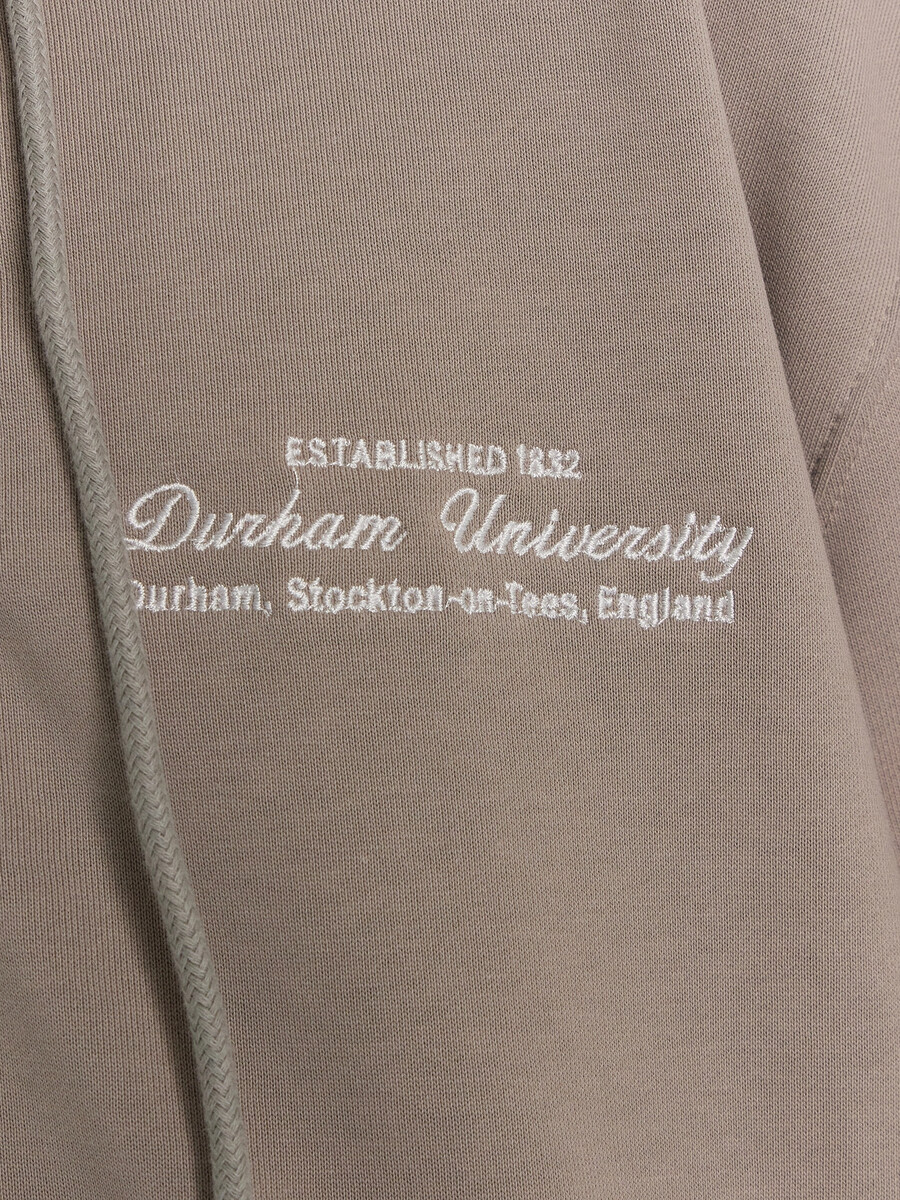 ESTABLISHED 1832
Durham University
Durham, Stockton-on-Tees, England